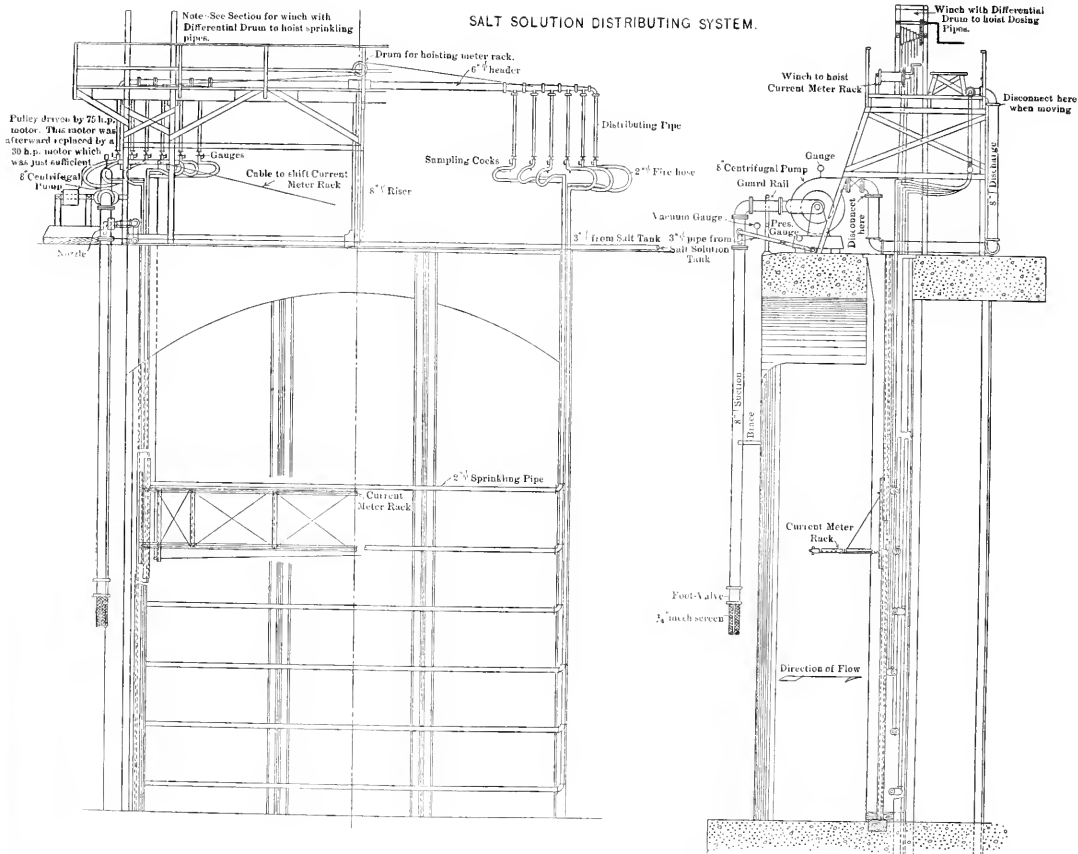 SALT SOLUTION DISTRIBUTING SYSTEM.
Note:-See Section for winch with
Differential Drum to hoist sprinkling
pipes.
Drum for hoisting meter rack.
6" header
Pulley driven by 75 h.p.
motor. This motor was
afterward replaced by a
30 h.p. motor which
was just sufficient.
8" Centrifugal
Pump
Gauges
Cable to shift Current
Meter Rack
8" Riser
Nozzle
Distributing Pipe
Sampling Cocks
2" Fire hose
3" from Salt Tank
2" Sprinkling Pipe
Current
Meter Rack
Winch with Differential
Drum to hoist Dosing
Pipes.
Winch to hoist
Current Meter Rack
Disconnect here
when moving
Gauge
8" Centrifugal Pump
Guard Rail
Vacuum Gauge
Pres.
Gauge
3" pipe from
Salt Solution
Tank
Disconnect
here
8" Discharge
8" Suction
Brace
Current Meter
Rack
Foot-Valve
mesh screen
Direction of Flow